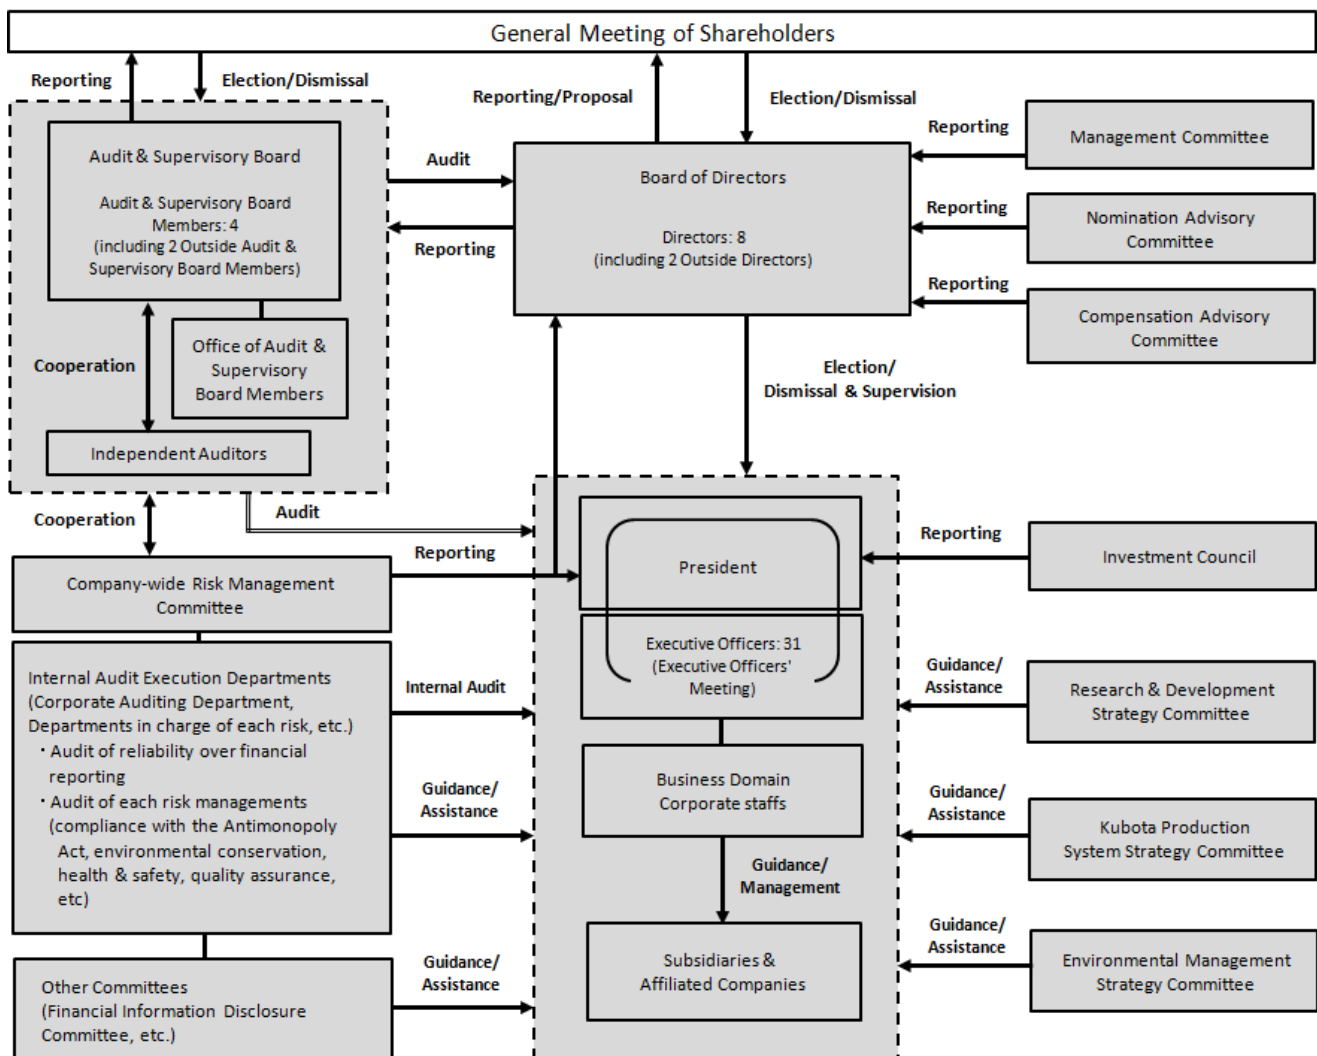 General Meeting of Shareholders
Reporting
Election/Dismissal
Reporting/Proposal
Election/Dismissal
Audit & Supervisory Board
Audit & Supervisory Board
Members: 4
(including 2 Outside Audit &
Supervisory Board Members)
Audit
Reporting
Board of Directors
Directors: 8
(including 2 Outside Directors)
Reporting
Management Committee
Reporting
Nomination Advisory
Committee
Reporting
Compensation Advisory
Committee
Cooperation
Office of Audit &
Supervisory
Board Members
Independent Auditors
Election/
Dismissal & Supervision
Cooperation
Audit
Company-wide Risk Management
Committee
Reporting
President
Reporting
Investment Council
Executive Officers: 31
(Executive Officers'
Meeting)
Internal Audit Execution Departments
(Corporate Auditing Department,
Departments in charge of each risk, etc.)
・Audit of reliability over financial
reporting
・Audit of each risk managements
(compliance with the Antimonopoly
Act, environmental conservation,
health & safety, quality assurance,
etc)
Internal Audit
Guidance/
Assistance
Guidance/
Assistance
Research & Development
Strategy Committee
Business Domain
Corporate staffs
Guidance/
Assistance
Kubota Production
System Strategy Committee
Guidance/
Management
Subsidiaries &
Affiliated Companies
Guidance/
Assistance
Environmental Management
Strategy Committee
Other Committees
(Financial Information Disclosure
Committee, etc.)
Guidance/
Assistance